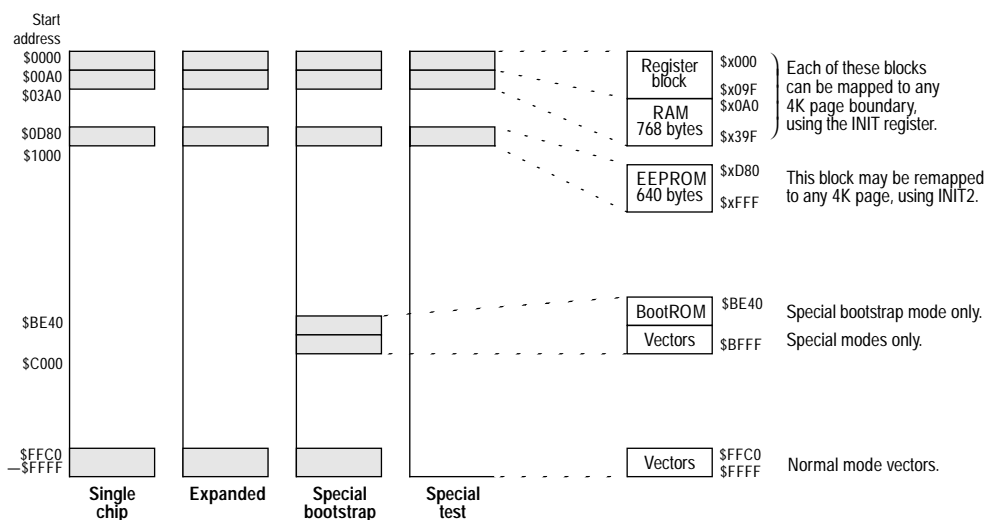 Start
address
$0000
$00A0
$03A0
$0D80
$1000
$BE40
$C000
$FFC0
—$FFFF
Single
chip
Expanded
Special
bootstrap
Special
test
Register
block
RAM
768 bytes
EEPROM
640 bytes
BootROM
Vectors
Vectors
$x000
$x09F
$x0A0
$x39F
$xD80
$xFFF
$BE40
$BFFF
$FFC0
$FFFF
Each of these blocks
can be mapped to any
4K page boundary,
using the INIT register.
This block may be remapped
to any 4K page, using INIT2.
Special bootstrap mode only.
Special modes only.
Normal mode vectors.